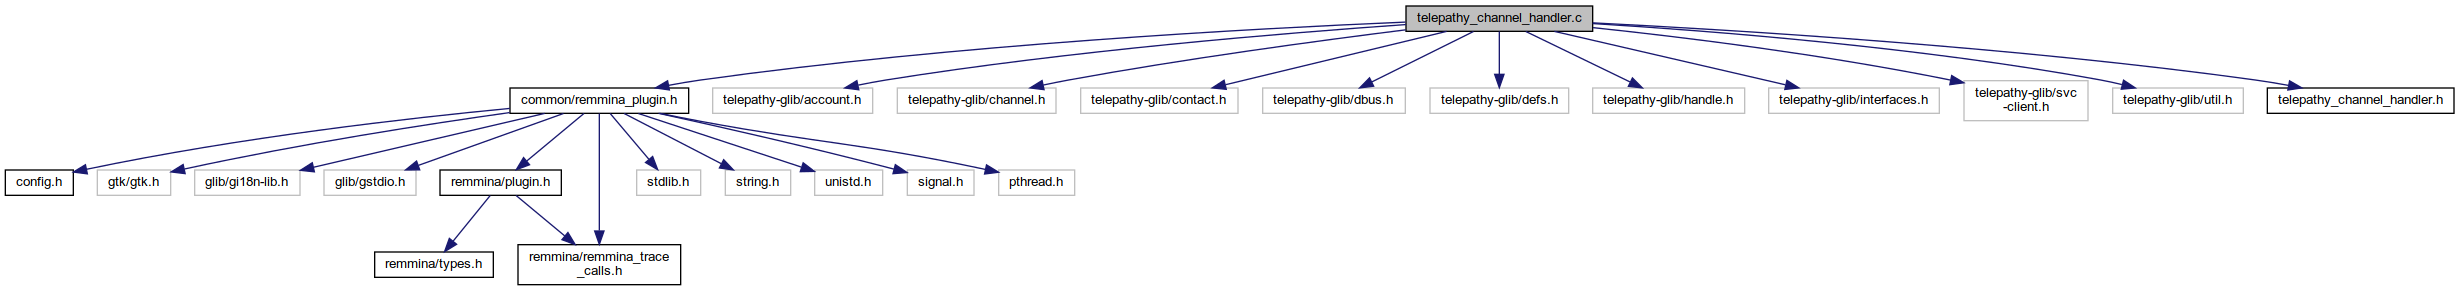 telepathy_channel_handler.c
common/remmina_plugin.h
telepathy-glib/account.h
telepathy-glib/channel.h
telepathy-glib/contact.h
telepathy-glib/dbus.h
telepathy-glib/defs.h
telepathy-glib/handle.h
telepathy-glib/interfaces.h
telepathy-glib/svc
-client.h
telepathy-glib/util.h
telepathy_channel_handler.h
config.h
gtk/gtk.h
glib/gi18n-lib.h
glib/gstdio.h
remmina/plugin.h
stdlib.h
string.h
unistd.h
signal.h
pthread.h
remmina/types.h
remmina/remmina_trace
_calls.h